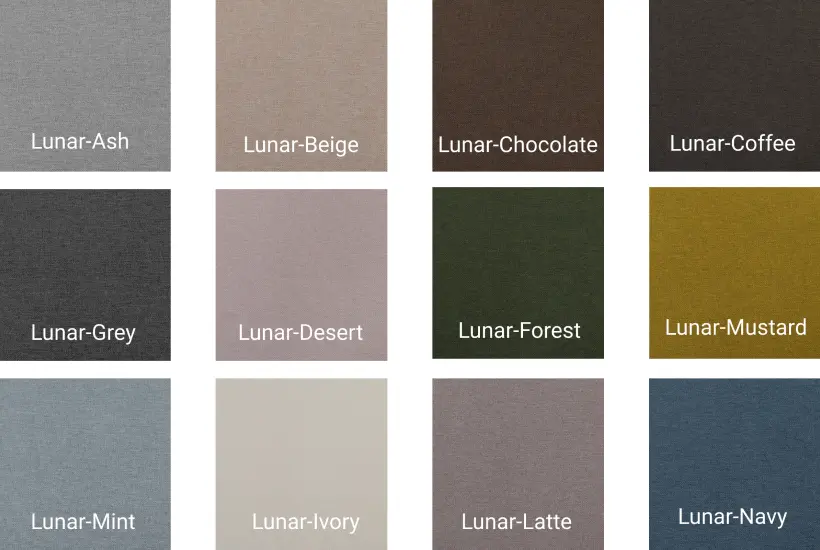 Lunar-Ash
Lunar-Beige
Lunar-Chocolate
Lunar-Coffee
Lunar-Grey
Lunar-Desert
Lunar-Forest
Lunar-Mustard
Lunar-Mint
Lunar-Ivory
Lunar-Latte
Lunar-Navy